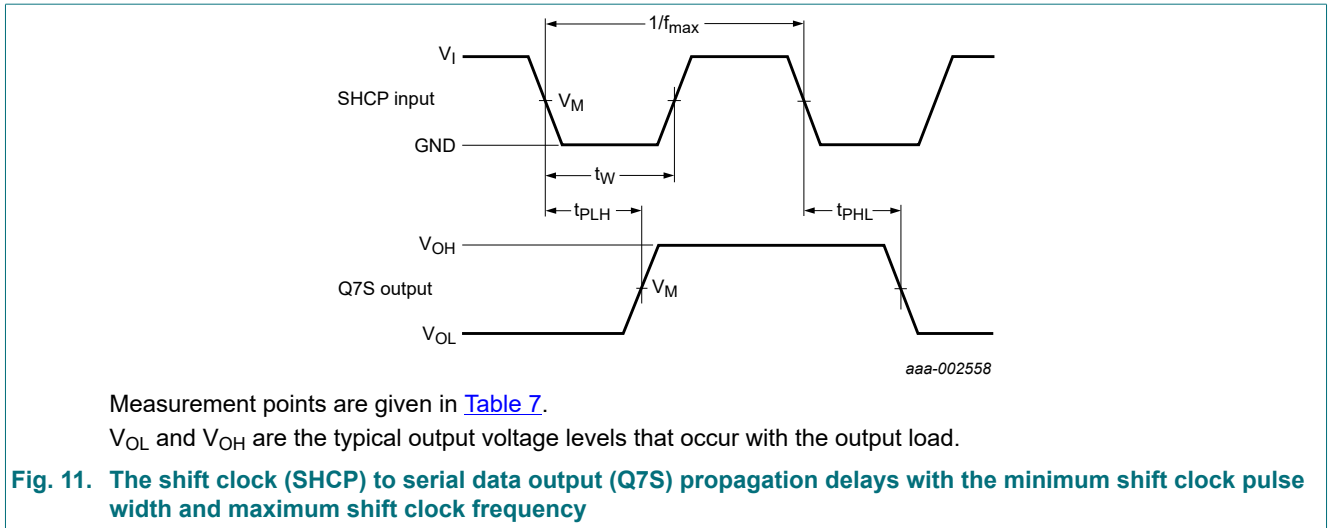 1/fmax
VI
SHCP input
VM
GND
tW
tPLH
tPHL
VOH
Q7S output
VM
VOL
aaa-002558
Measurement points are given in Table 7.
VOL and VOH are the typical output voltage levels that occur with the output load.
Fig. 11. The shift clock (SHCP) to serial data output (Q7S) propagation delays with the minimum shift clock pulse
width and maximum shift clock frequency